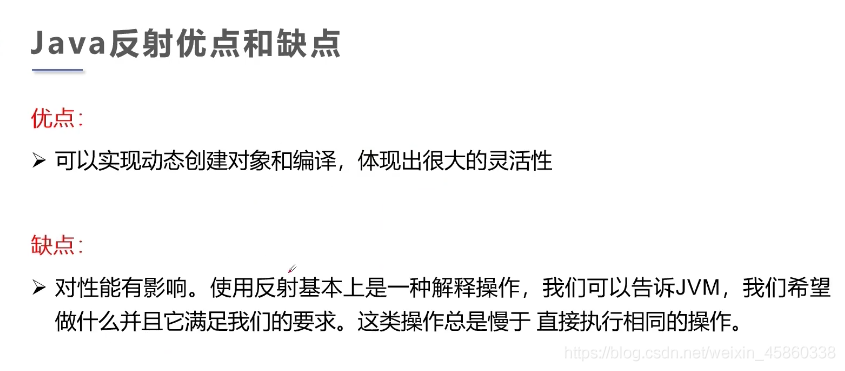 Java反射优点和缺点
优点：
➢ 可以实现动态创建对象和编译，体现出很大的灵活性
缺点：
➢ 对性能有影响。使用反射基本上是一种解释操作，我们可以告诉JVM，我们希望
做什么并且它满足我们的要求。这类操作总是慢于 直接执行相同的操作。
https://blog.csdn.net/weixin_45860338